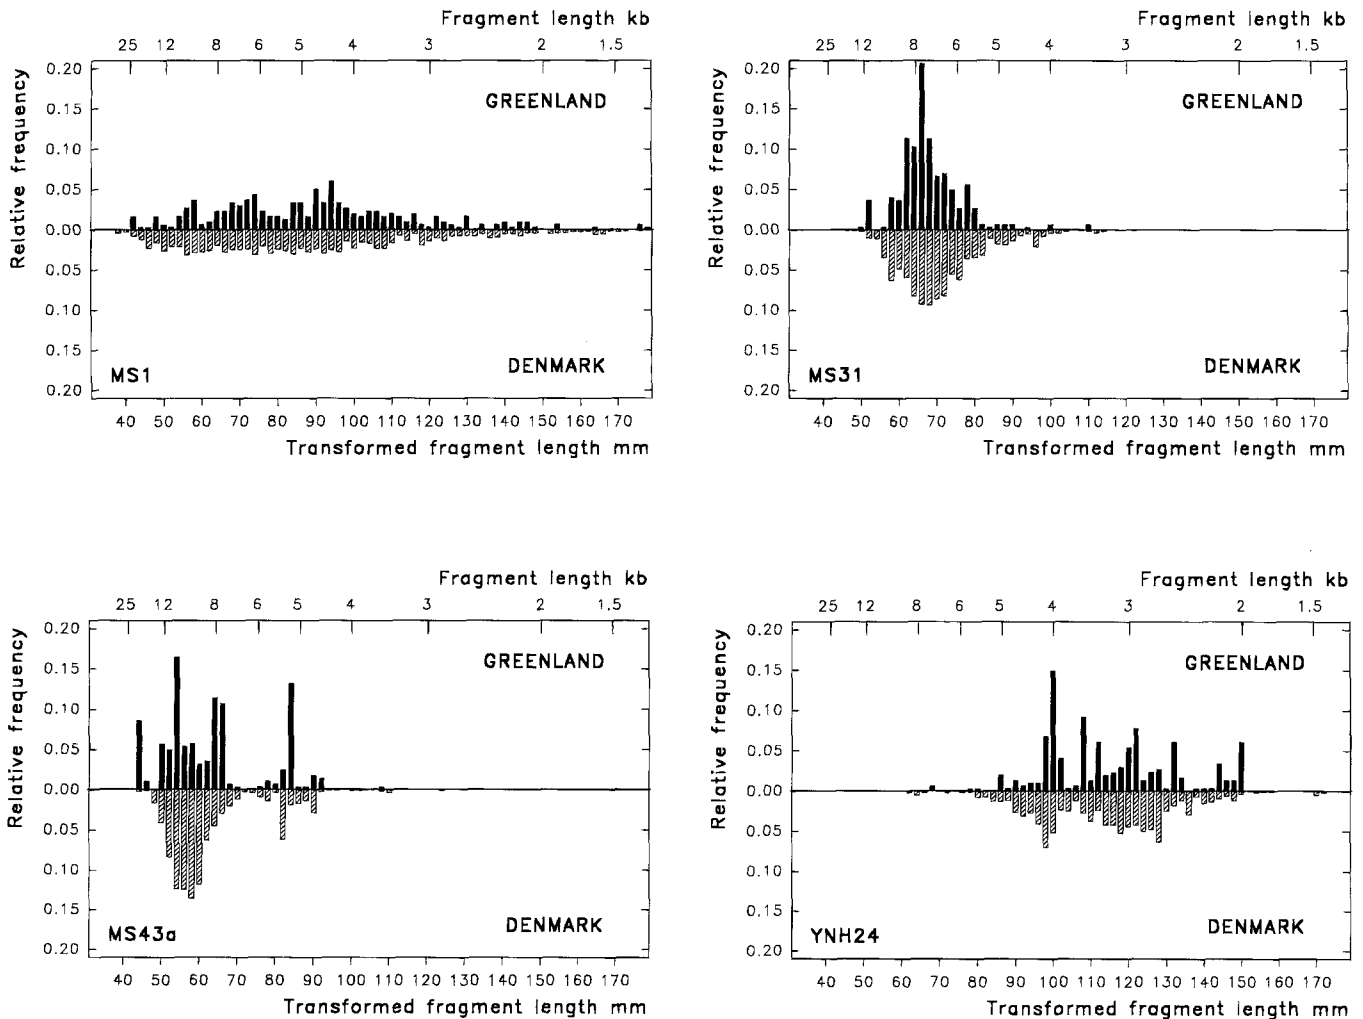 Fragment length kb
25 12 8 6 5 4 3 2 1.5
Relative frequency
0.20
0.15
0.10
0.05
0.00
0.05
0.10
0.15
0.20
GREENLAND
DENMARK
MS1
40 50 60 70 80 90 100 110 120 130 140 150 160 170
Transformed fragment length mm
Fragment length kb
25 12 8 6 5 4 3 2 1.5
Relative frequency
0.20
0.15
0.10
0.05
0.00
0.05
0.10
0.15
0.20
GREENLAND
DENMARK
MS31
40 50 60 70 80 90 100 110 120 130 140 150 160 170
Transformed fragment length mm
Fragment length kb
25 12 8 6 5 4 3 2 1.5
Relative frequency
0.20
0.15
0.10
0.05
0.00
0.05
0.10
0.15
0.20
GREENLAND
DENMARK
MS43a
40 50 60 70 80 90 100 110 120 130 140 150 160 170
Transformed fragment length mm
Fragment length kb
25 12 8 6 5 4 3 2 1.5
Relative frequency
0.20
0.15
0.10
0.05
0.00
0.05
0.10
0.15
0.20
GREENLAND
DENMARK
YNH24
40 50 60 70 80 90 100 110 120 130 140 150 160 170
Transformed fragment length mm